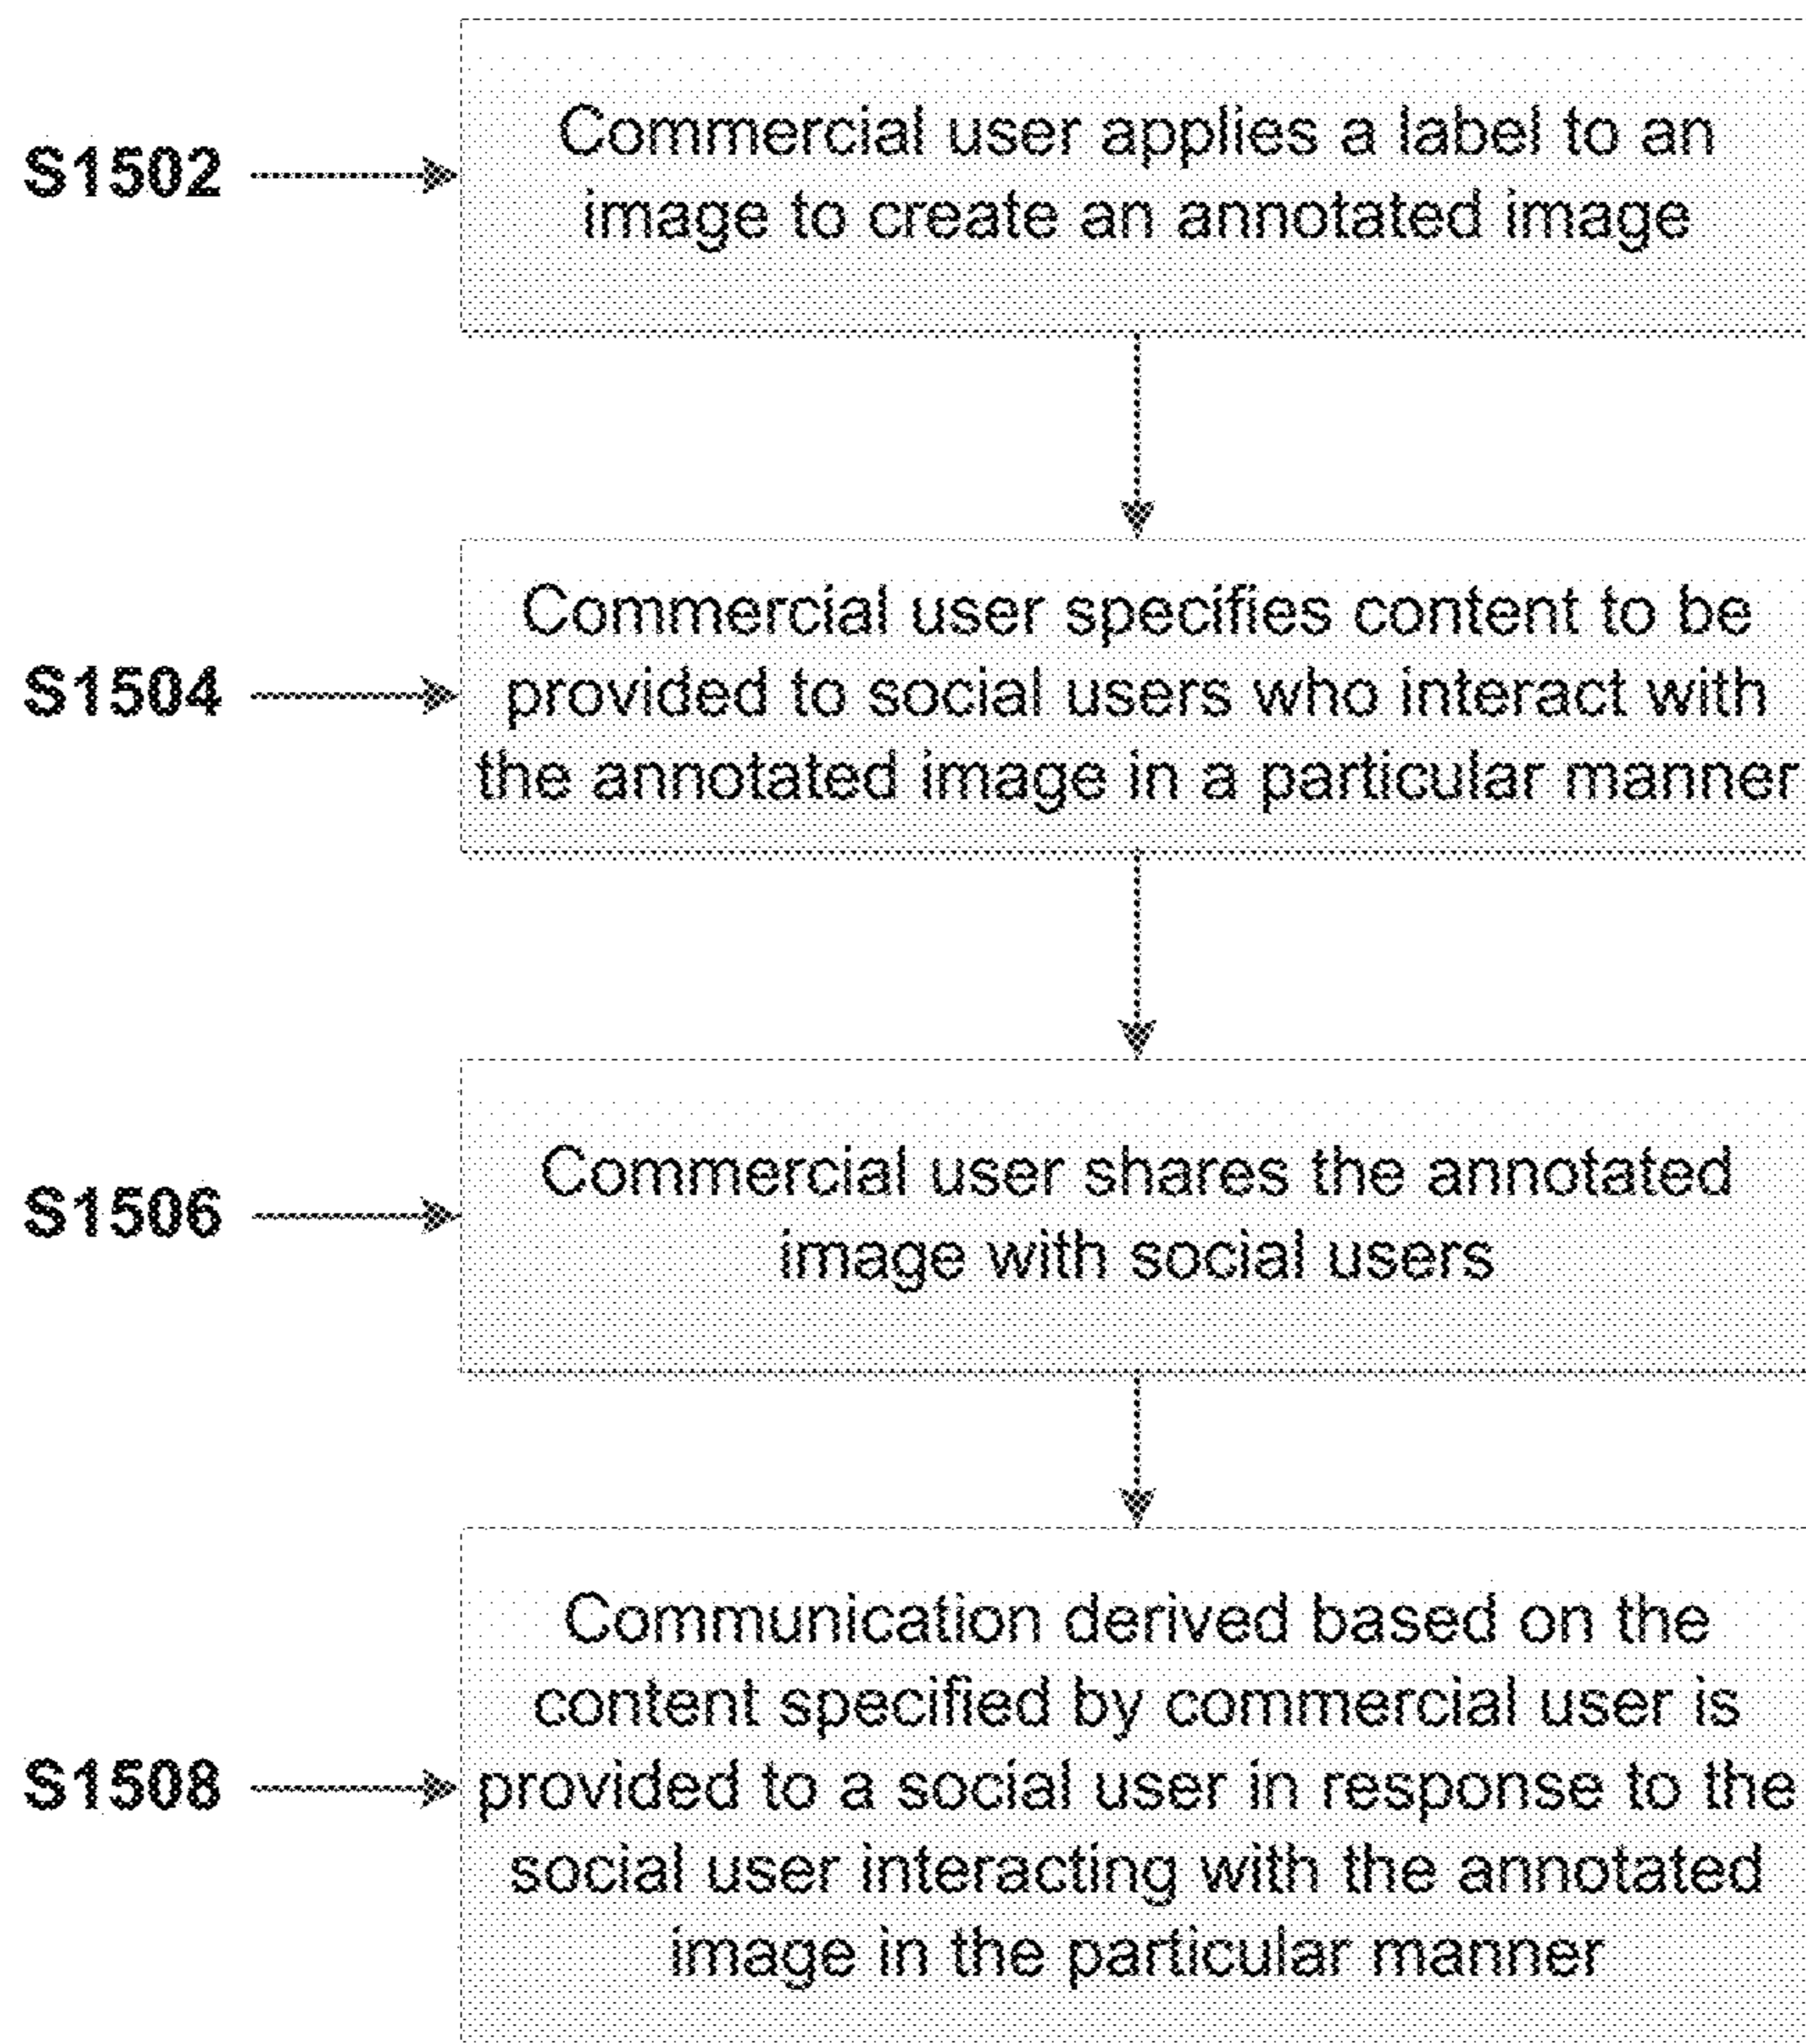 S1502
Commercial user applies a label to an
image to create an annotated image
S1504
Commercial user specifies content to be
provided to social users who interact with
the annotated image in a particular manner
S1506
Commercial user shares the annotated
image with social users
S1508
Communication derived based on the
content specified by commercial user is
provided to a social user in response to the
social user interacting with the annotated
image in the particular manner